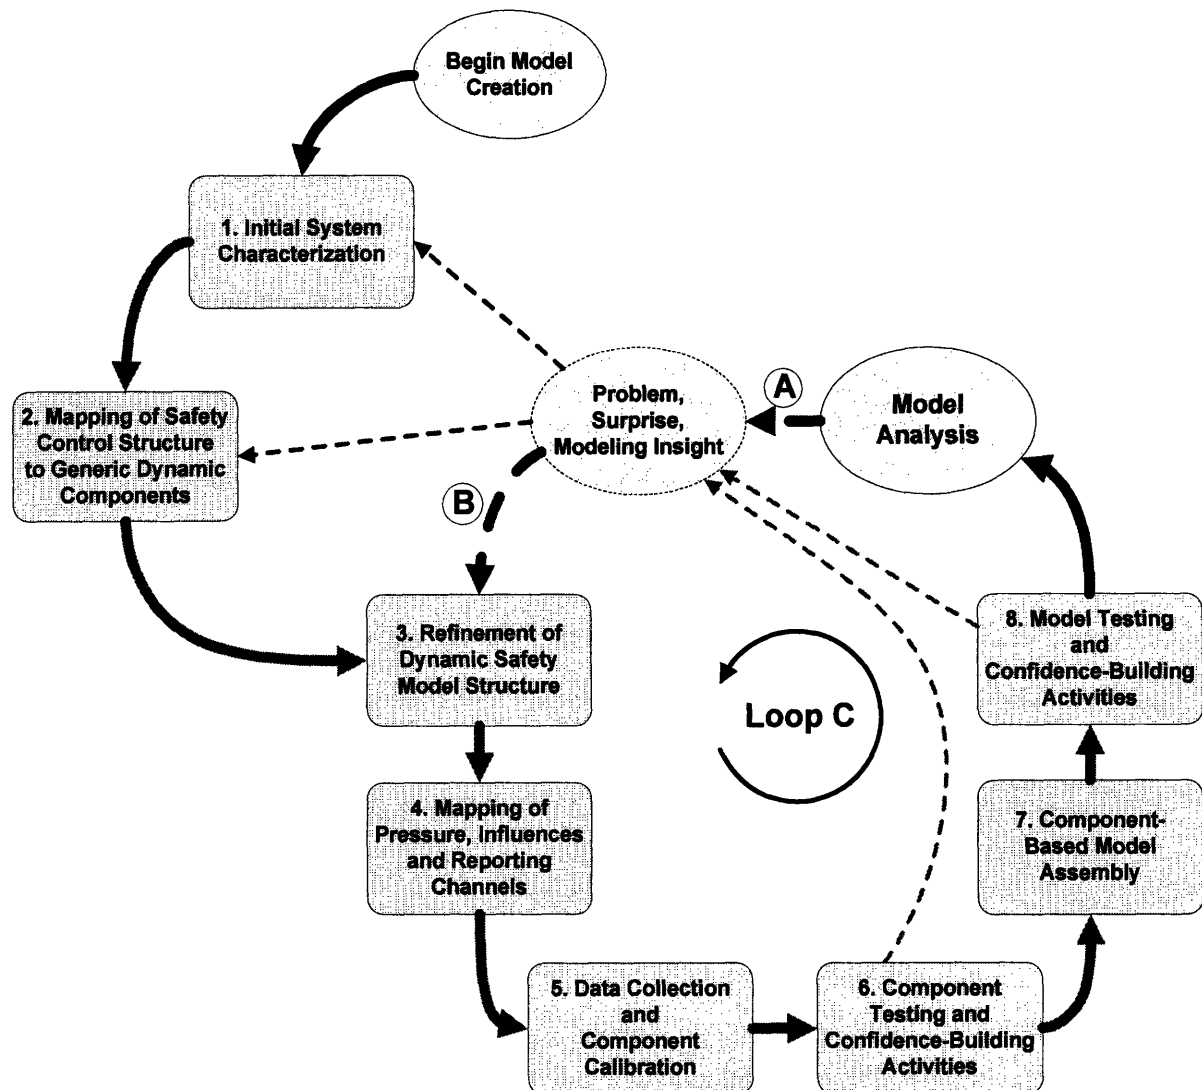 Begin Model
Creation
1. Initial System
Characterization
2. Mapping of Safety
Control Structure
to Generic Dynamic
Components
Problem,
Surprise,
Modeling Insight
A
Model
Analysis
B
3. Refinement of
Dynamic Safety
Model Structure
Loop C
4. Mapping of
Pressure, Influences
and Reporting
Channels
5. Data Collection
and
Component
Calibration
6. Component
Testing and
Confidence-Building
Activities
7. Component-
Based Model
Assembly
8. Model Testing
and
Confidence-Building
Activities